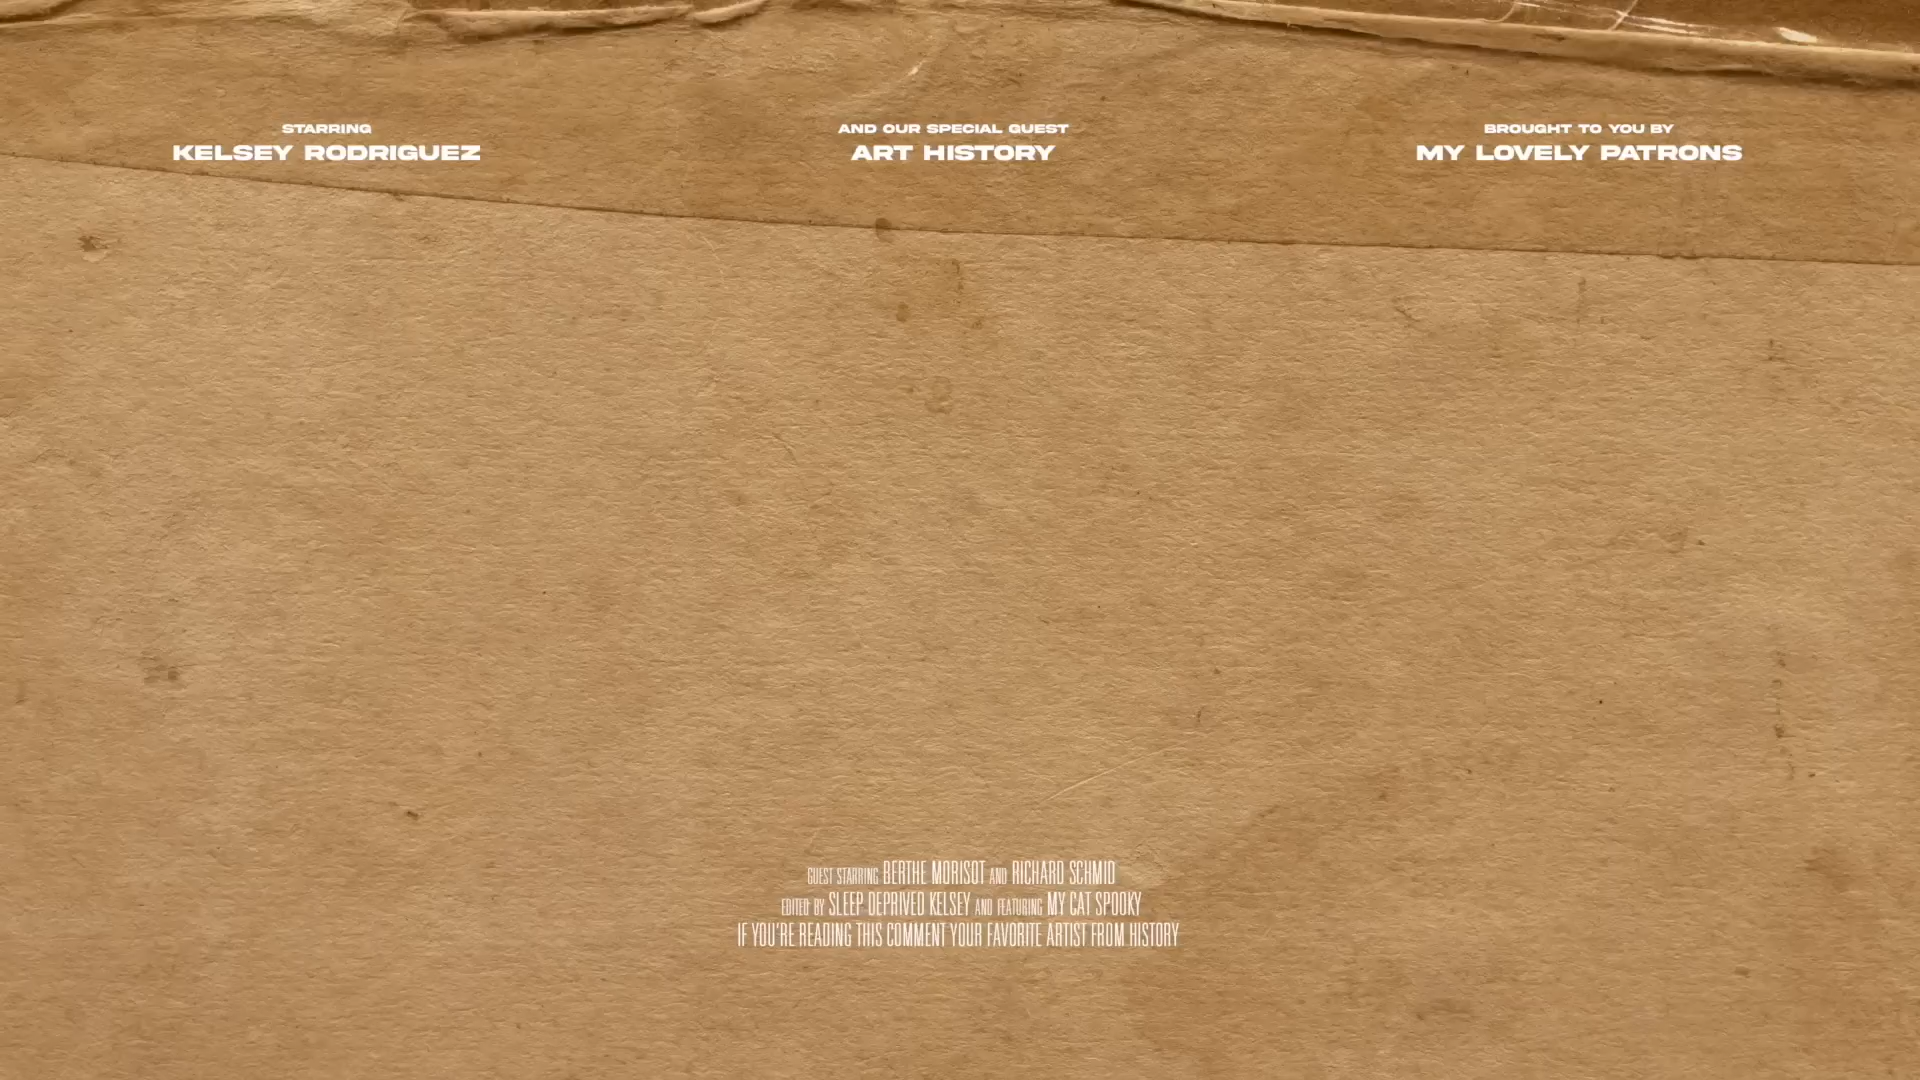 STARRING
KELSEY RODRIGUEZ
AND OUR SPECIAL GUEST
ART HISTORY
BROUGHT TO YOU BY
MY LOVELY PATRONS
GUEST STARRING BERTHE MORISOT AND RICHARD SCHMID
EDITED BY SLEEP DEPRIVED KELSEY AND FEATURING MY CAT SPOOKY
IF YOU'RE READING THIS COMMENT YOUR FAVORITE ARTIST FROM HISTORY